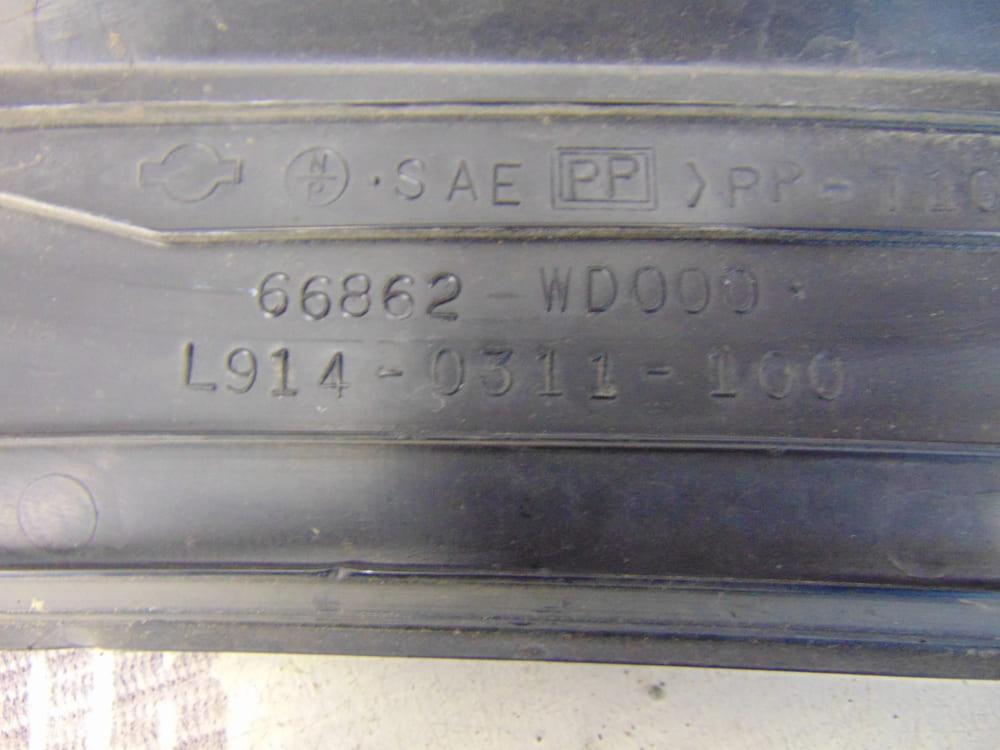 N/P ·SAE PP >PP-T10
66862-WD000·
L914-0311-100